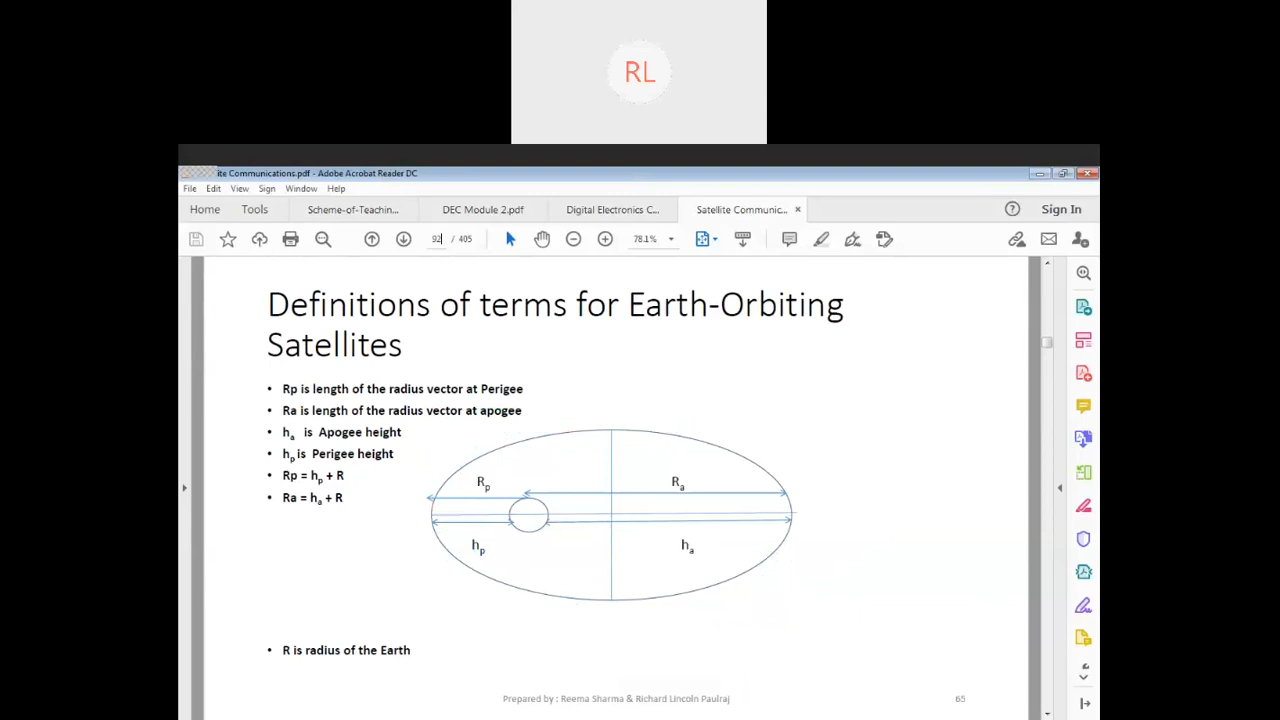 RL
ite Communications.pdf - Adobe Acrobat Reader DC
File Edit View Sign Window Help
Home Tools Scheme-of-Teachin... DEC Module 2.pdf Digital Electronics C... Satellite Communic... × Sign In
92 / 405 78.1%
Definitions of terms for Earth-Orbiting
Satellites
• Rp is length of the radius vector at Perigee
• Ra is length of the radius vector at apogee
• ha is Apogee height
• hp is Perigee height
• Rp = hp + R
• Ra = ha + R
Rp Ra
hp ha
• R is radius of the Earth
Prepared by : Reema Sharma & Richard Lincoln Paulraj 65